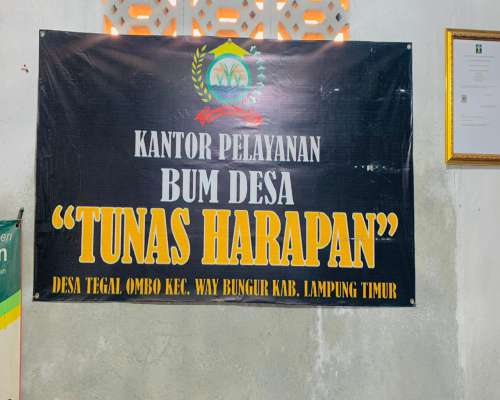 KANTOR PELAYANAN
BUM DESA
“TUNAS HARAPAN”
DESA TEGAL OMBO KEC. WAY BUNGUR KAB. LAMPUNG TIMUR